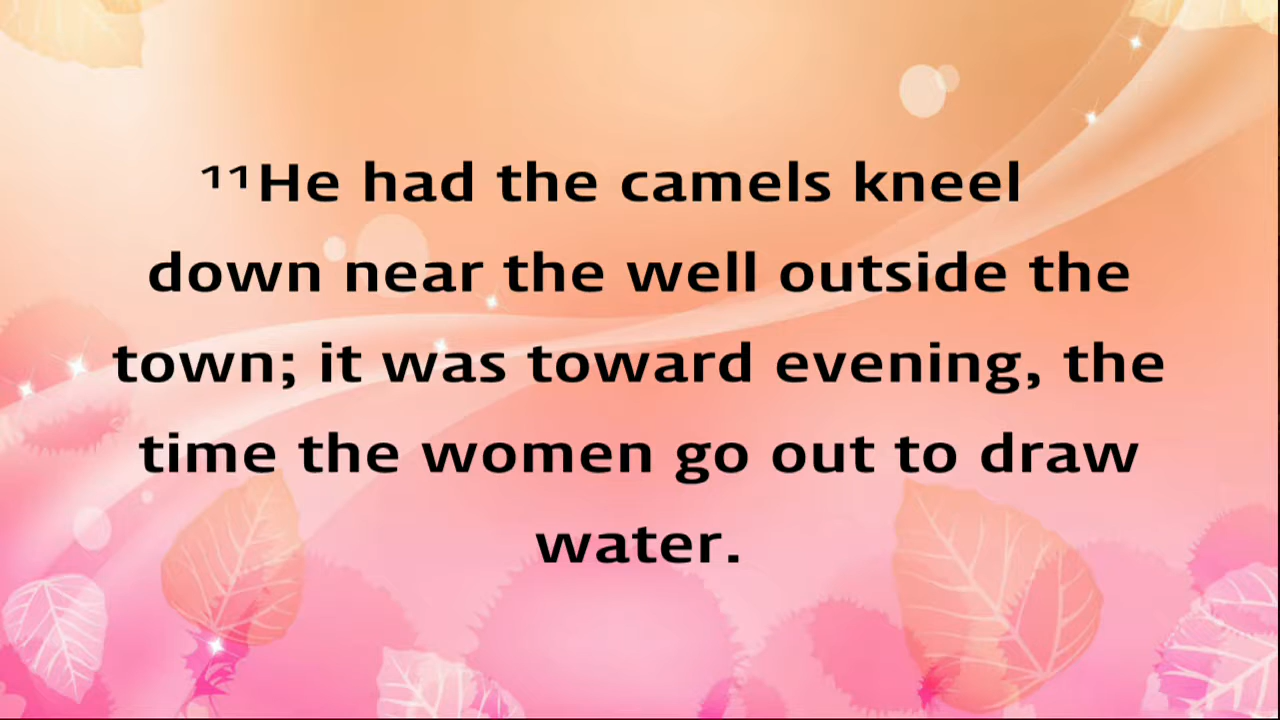 ¹¹He had the camels kneel
down near the well outside the
town; it was toward evening, the
time the women go out to draw
water.